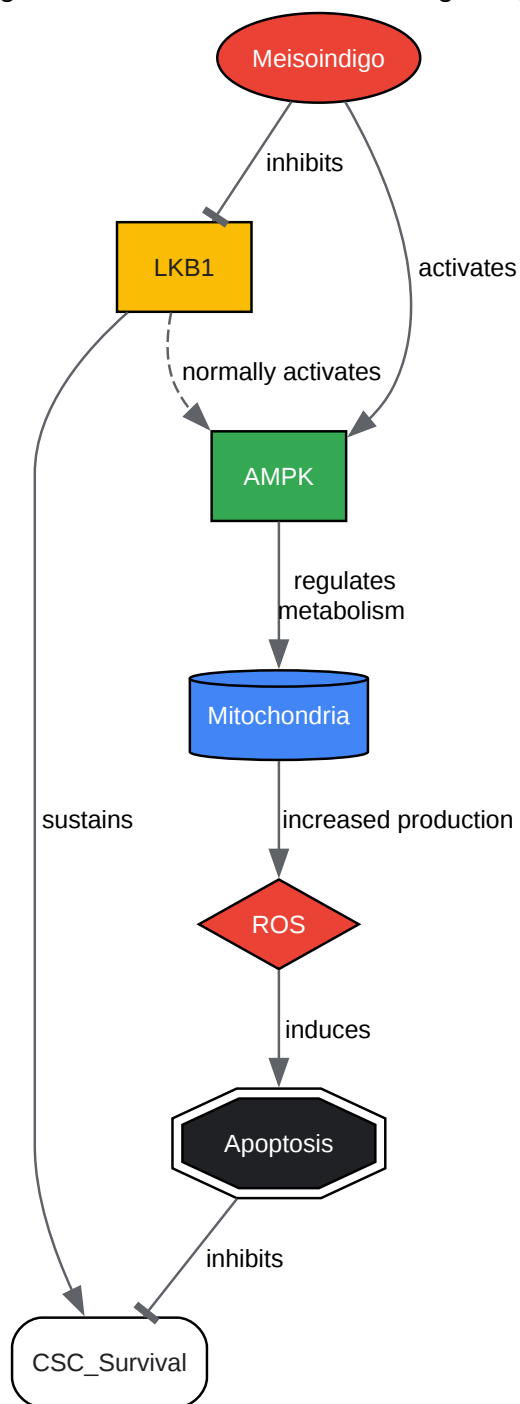 Meisoindigo
inhibits
LKB1
activates
normally activates
AMPK
regulates
metabolism
Mitochondria
sustains
increased production
ROS
induces
Apoptosis
inhibits
CSC_Survival